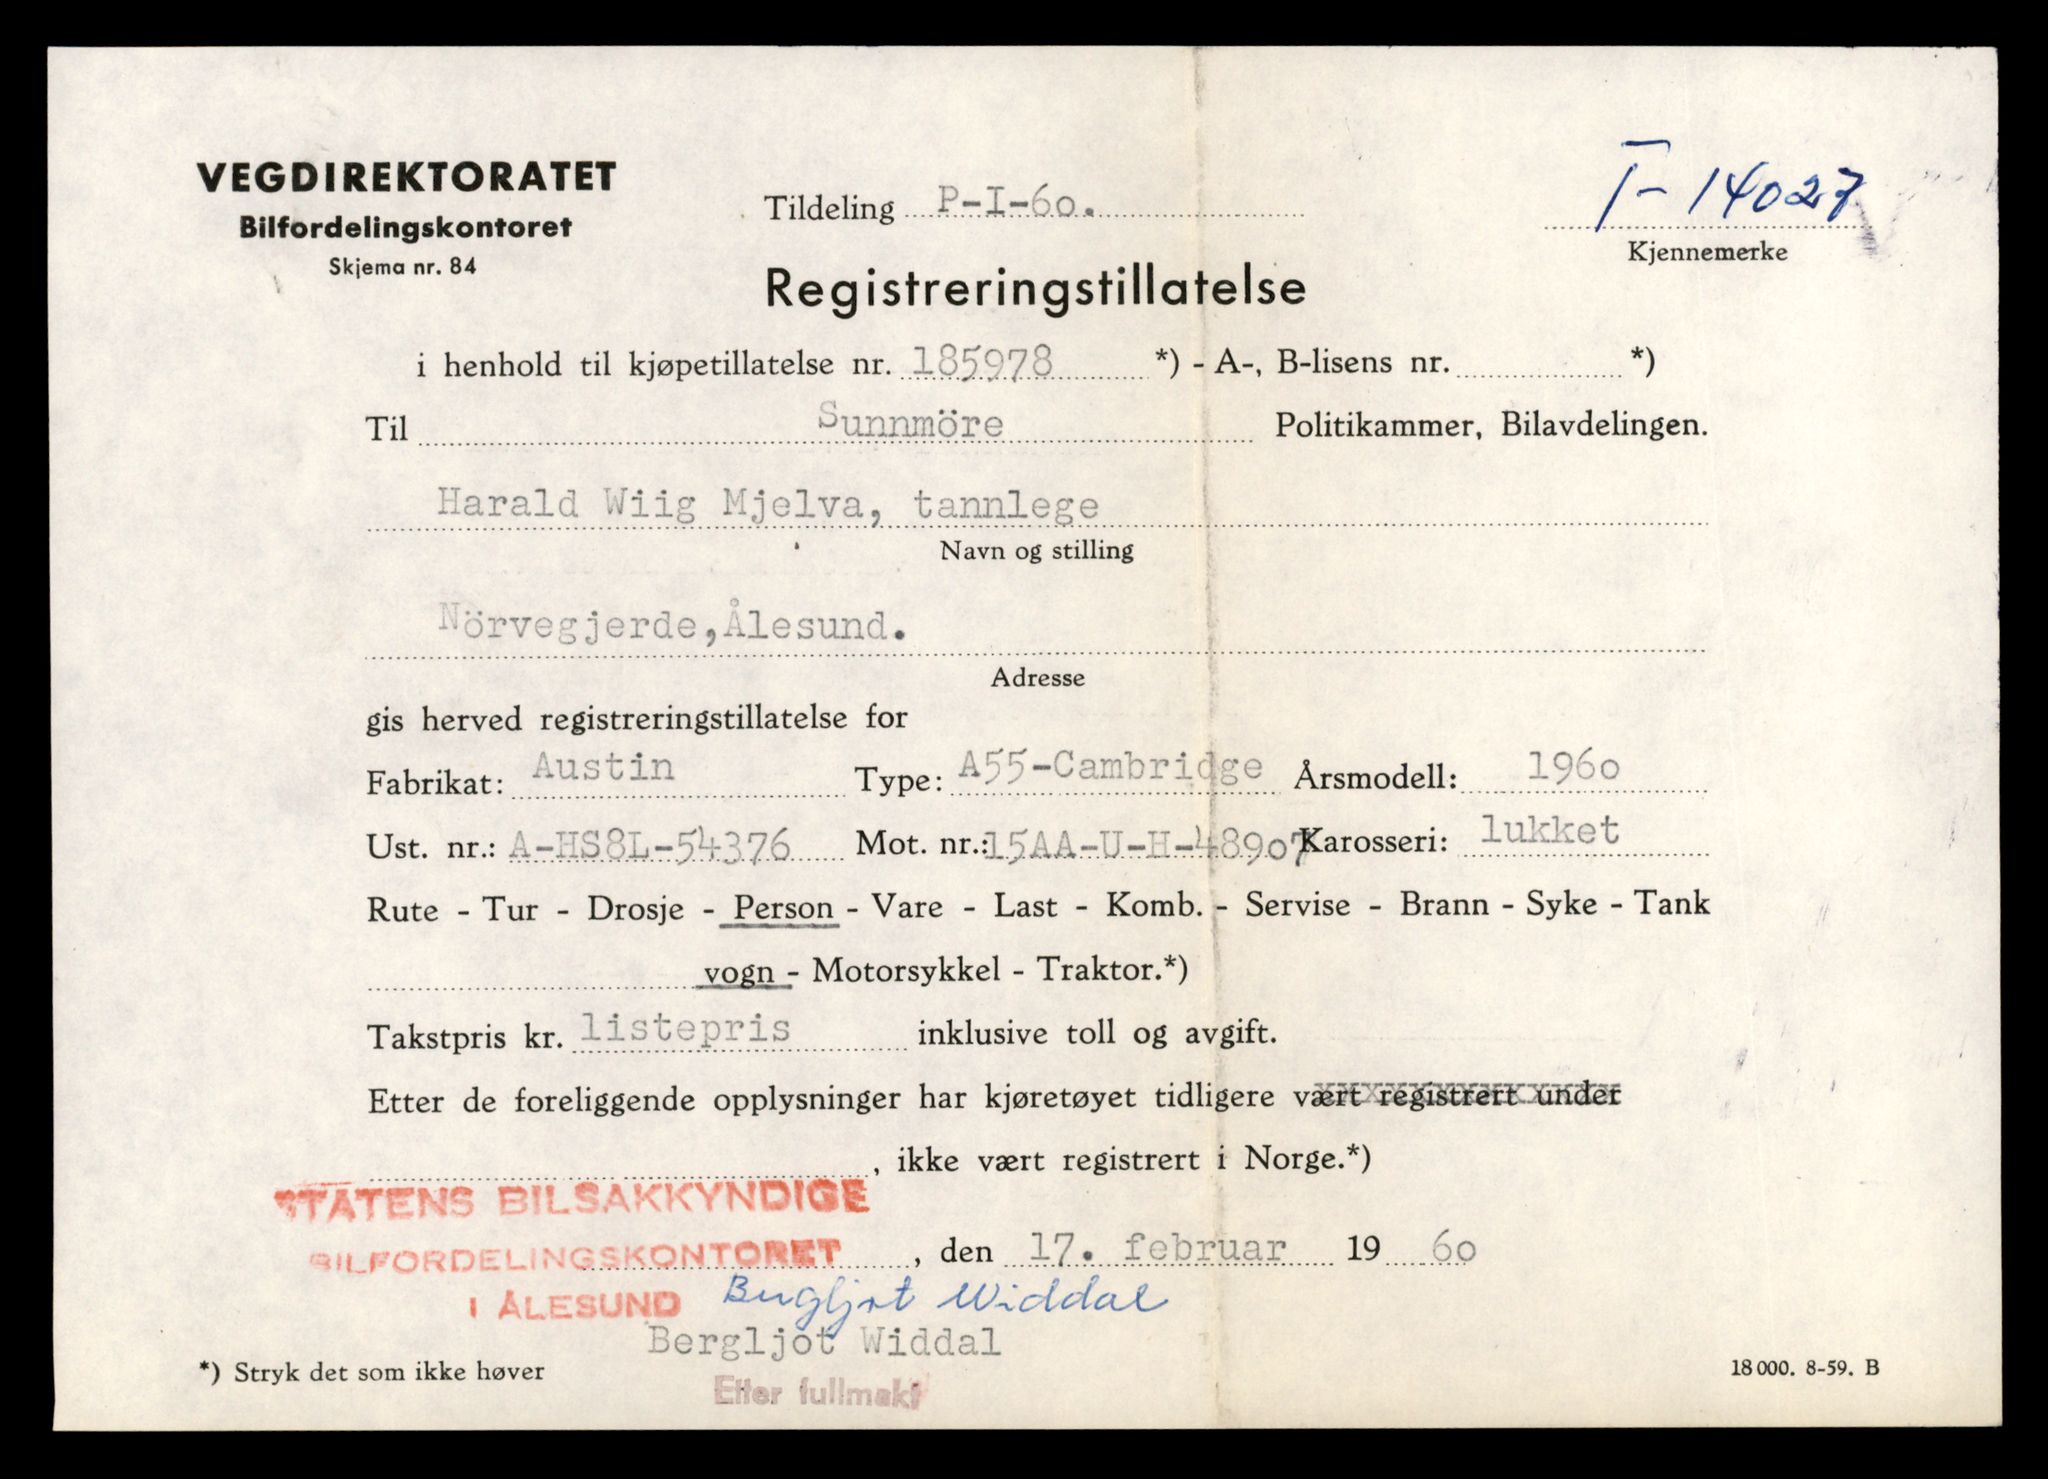 VEGDIREKTORATET
Bilfordelingskontoret
Skjema nr. 84
Tildeling P-I-60.
T- 14027
Kjennemerke
Registreringstillatelse
i henhold til kjøpetillatelse nr. 185978 *) - A-, B-lisens nr. *)
Til Sunnmöre Politikammer, Bilavdelingen.
Harald Wiig Mjelva, tannlege
Navn og stilling
Nörvegjerde, Ålesund.
Adresse
gis herved registreringstillatelse for
Fabrikat: Austin Type: A55-Cambridge Årsmodell: 1960
Ust. nr.: A-HS8L-54376 Mot. nr.: 15AA-U-H-48907 Karosseri: lukket
Rute - Tur - Drosje - Person - Vare - Last - Komb. - Servise - Brann - Syke - Tank
vogn - Motorsykkel - Traktor.*)
Takstpris kr. listepris inklusive toll og avgift.
Etter de foreliggende opplysninger har kjøretøyet tidligere vært registrert under
, ikke vært registrert i Norge.*)
STATENS BILSAKKYNDIGE
BILFORDELINGSKONTORET , den 17. februar 19 60
I ÅLESUND Bergljot Widdal
Bergljot Widdal
*) Stryk det som ikke høver
Etter fullmakt
18000. 8-59. B